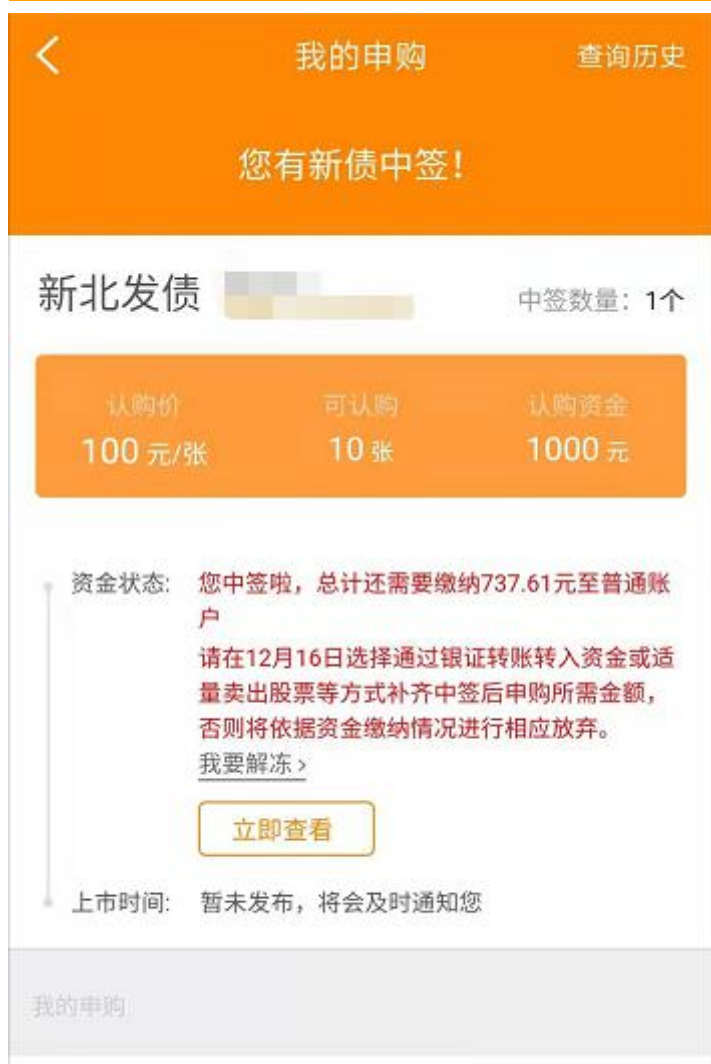 我的申购
查询历史
您有新债中签！
新北发债
中签数量：1个
认购价
可认购
认购资金
100 元/张
10 张
1000 元
资金状态:
您中签啦，总计还需要缴纳737.61元至普通账
户
请在12月16日选择通过银证转账转入资金或适
量卖出股票等方式补齐中签后申购所需金额，
否则将依据资金缴纳情况进行相应放弃。
我要解冻 >
立即查看
上市时间:
暂未发布，将会及时通知您
我的申购